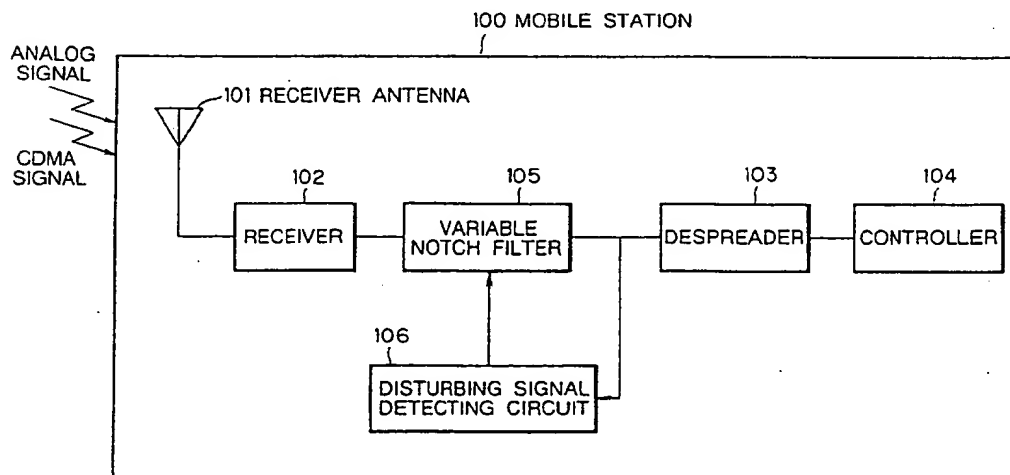 100 MOBILE STATION
ANALOG
SIGNAL
101 RECEIVER ANTENNA
CDMA
SIGNAL
102
105
103
104
RECEIVER
VARIABLE
NOTCH FILTER
DESPREADER
CONTROLLER
106
DISTURBING SIGNAL
DETECTING CIRCUIT